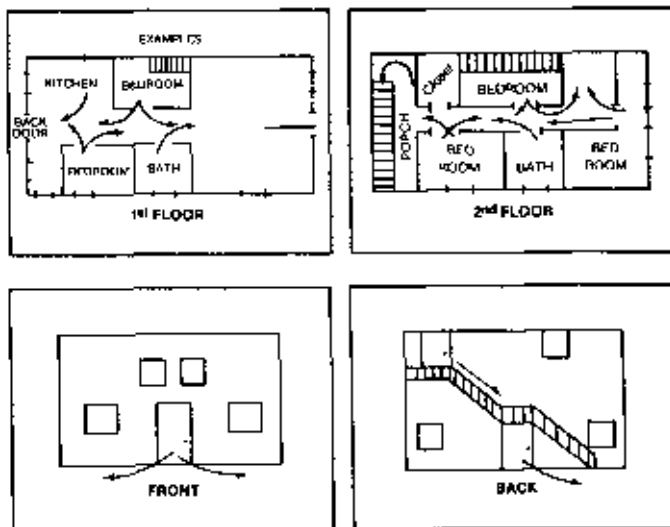 EXAMPLES
KITCHEN
BEDROOM
BACK
DOOR
BEDROOM
BATH
1st FLOOR
Closet
BEDROOM
PORCH
BED
ROOM
BATH
BED
ROOM
2nd FLOOR
FRONT
BACK